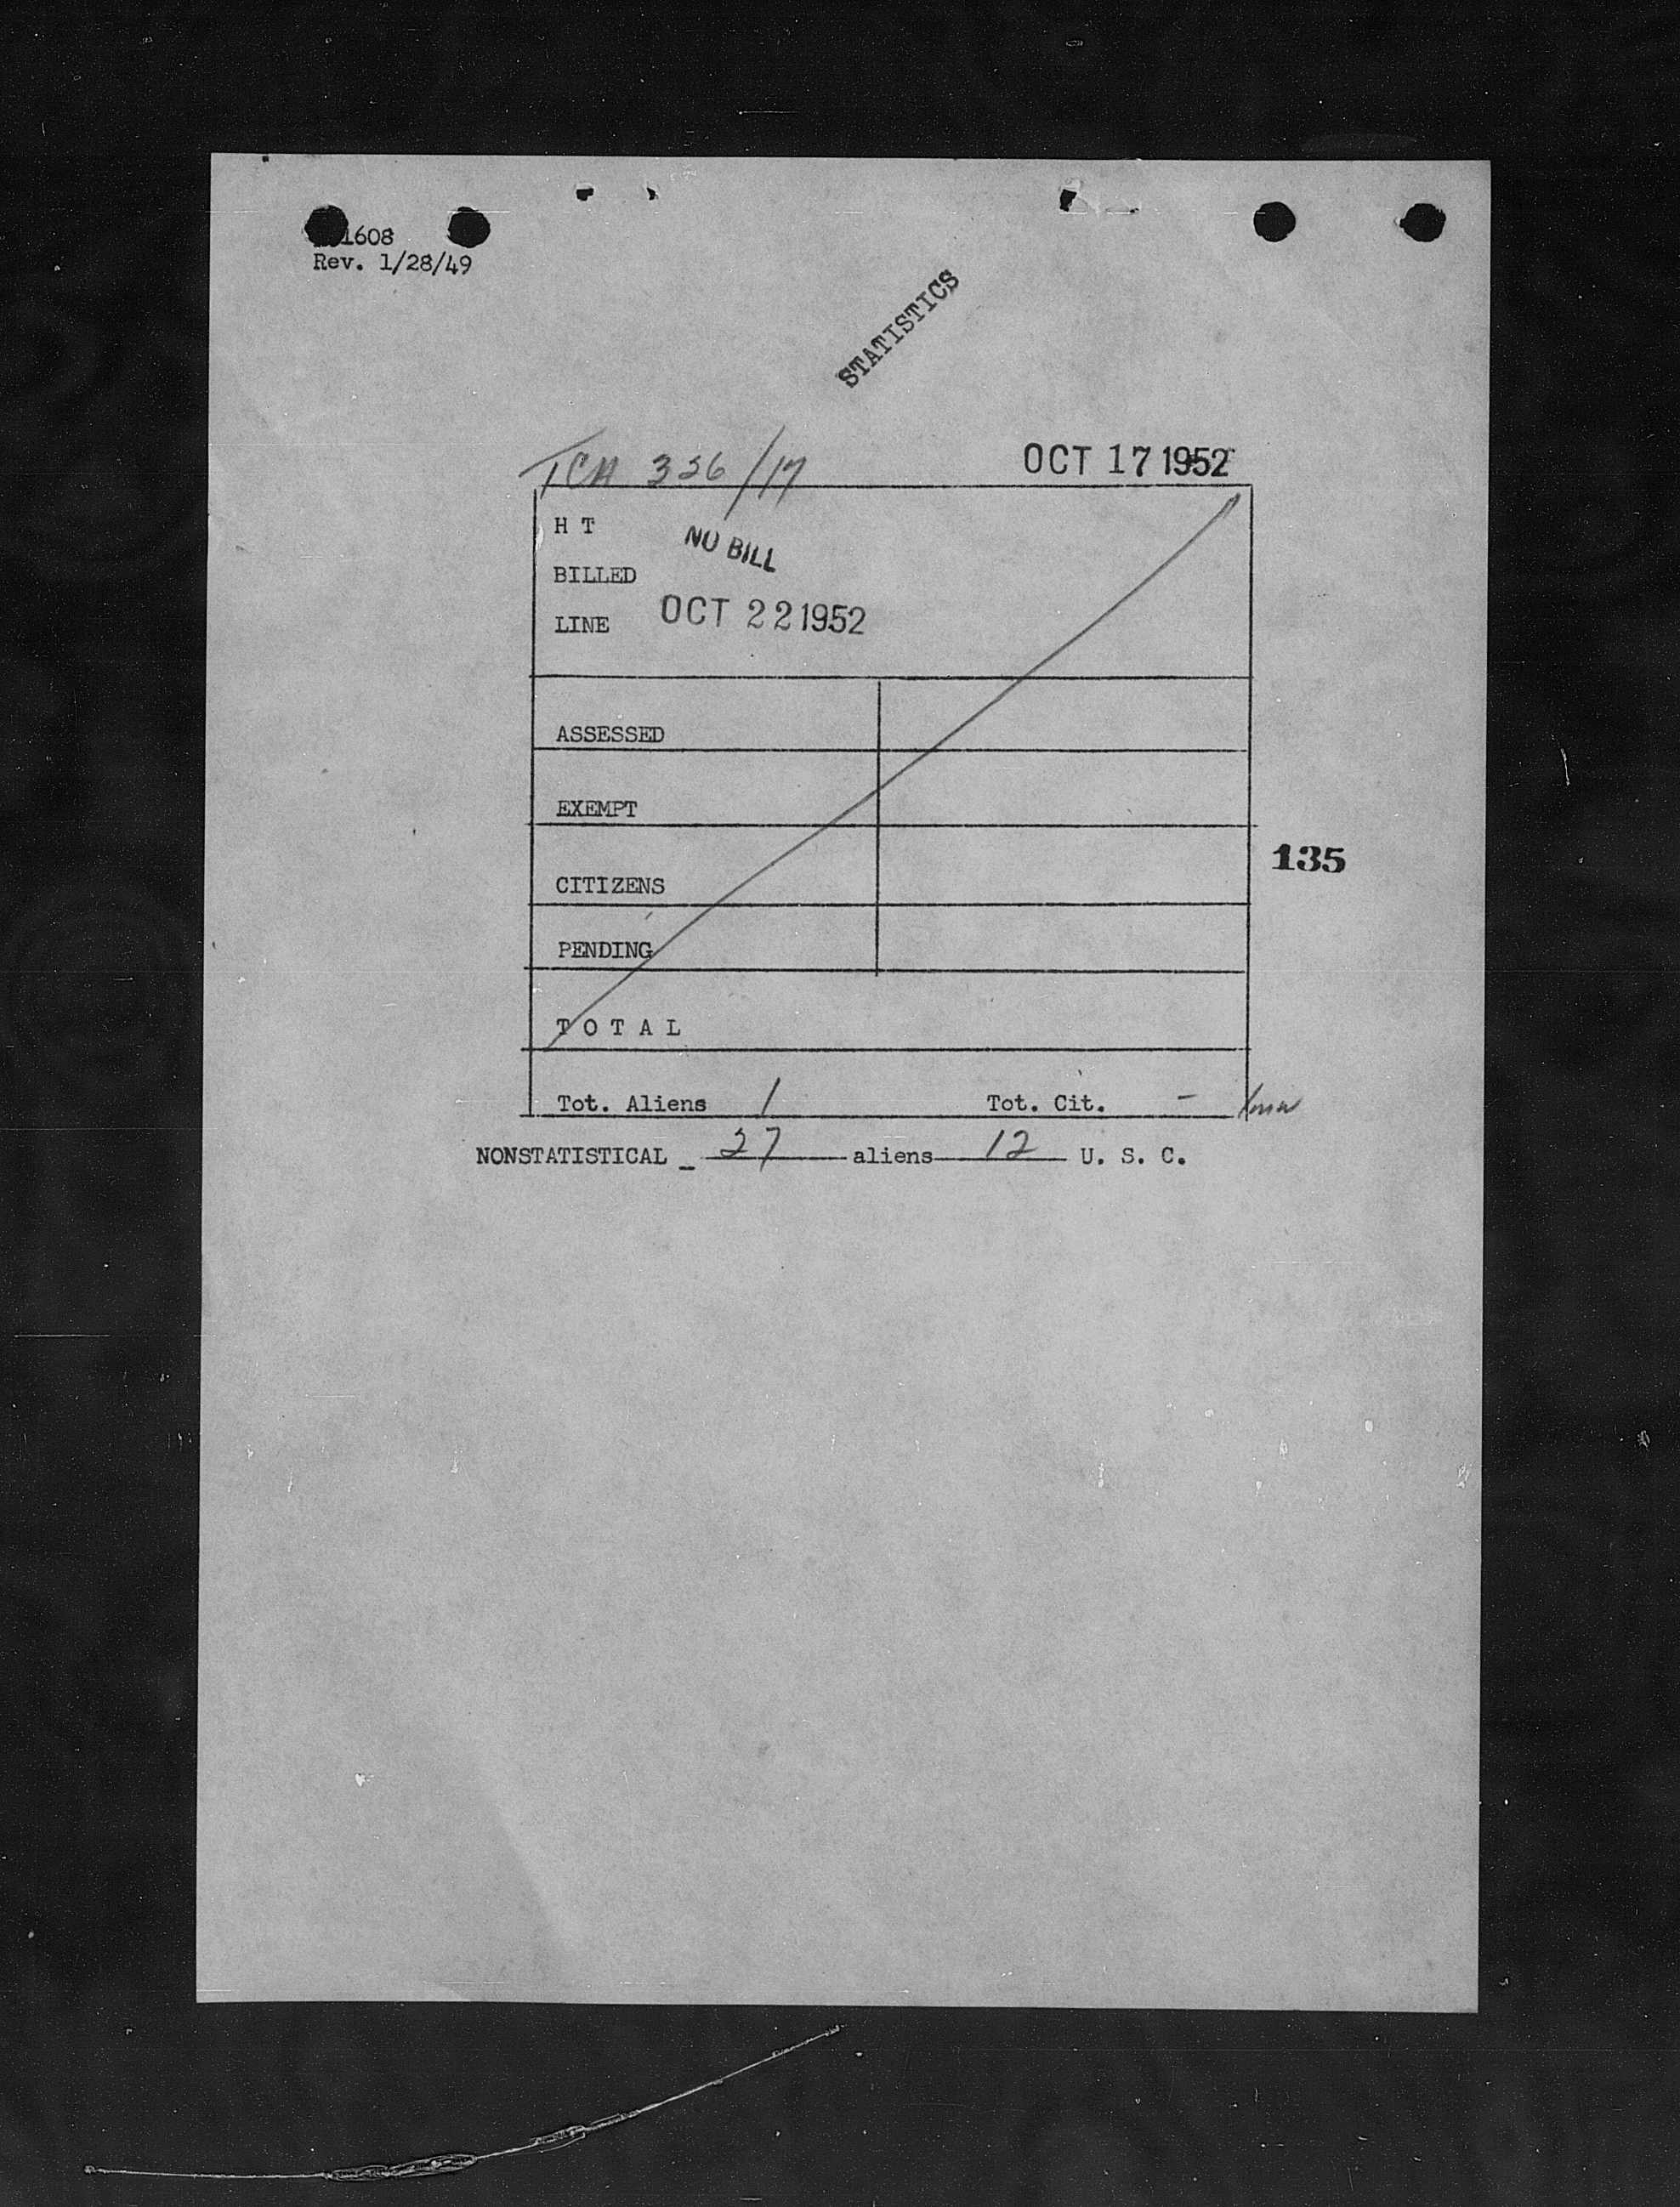 1608
Rev. 1/28/49
STATISTICS
TCA 326/17
OCT 17 1952
H T
NO BILL
BILLED
LINE
OCT 22 1952
ASSESSED
EXEMPT
135
CITIZENS
PENDING
T O T A L
Tot. Aliens 1 Tot. Cit. -
NONSTATISTICAL _ 27 aliens 12 U. S. C.